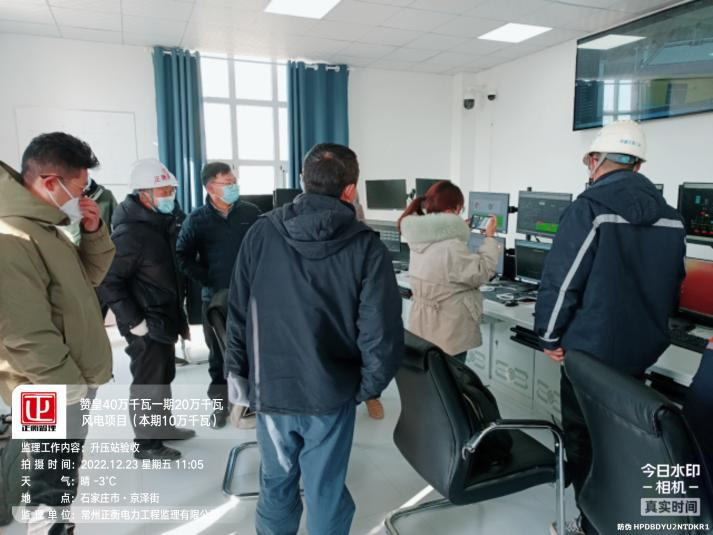 正衡管理
赞皇40万千瓦一期20万千瓦
风电项目（本期10万千瓦）
监理工作内容：升压站验收
拍摄时间：2022.12.23 星期五 11:05
天气：晴 -3℃
地点：石家庄市·京泽街
监理单位：常州正衡电力工程监理有限公司
今日水印
-相机-
真实时间
防伪 HPDBDYU2NTDKR1